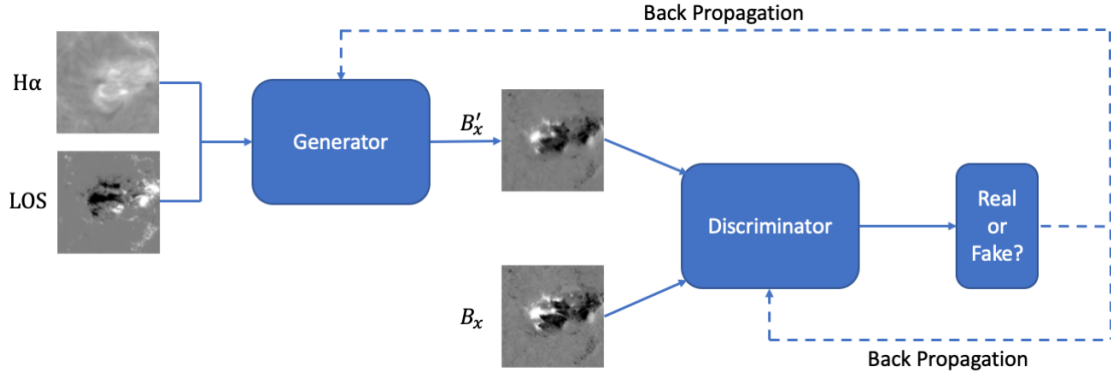 Back Propagation
Hα
Generator
B'ₓ
LOS
Discriminator
Real
or
Fake?
Bₓ
Back Propagation